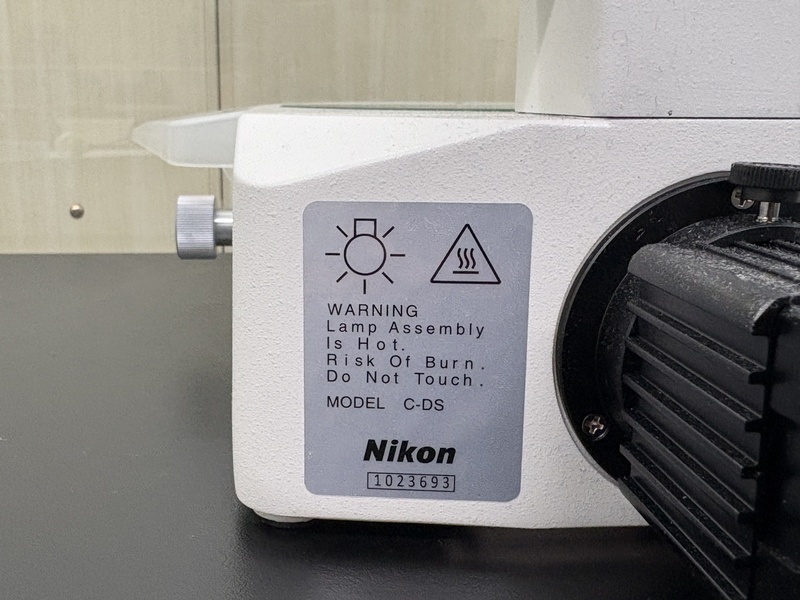 WARNING
Lamp Assembly
Is Hot.
Risk Of Burn.
Do Not Touch.
MODEL C-DS
Nikon
1023693